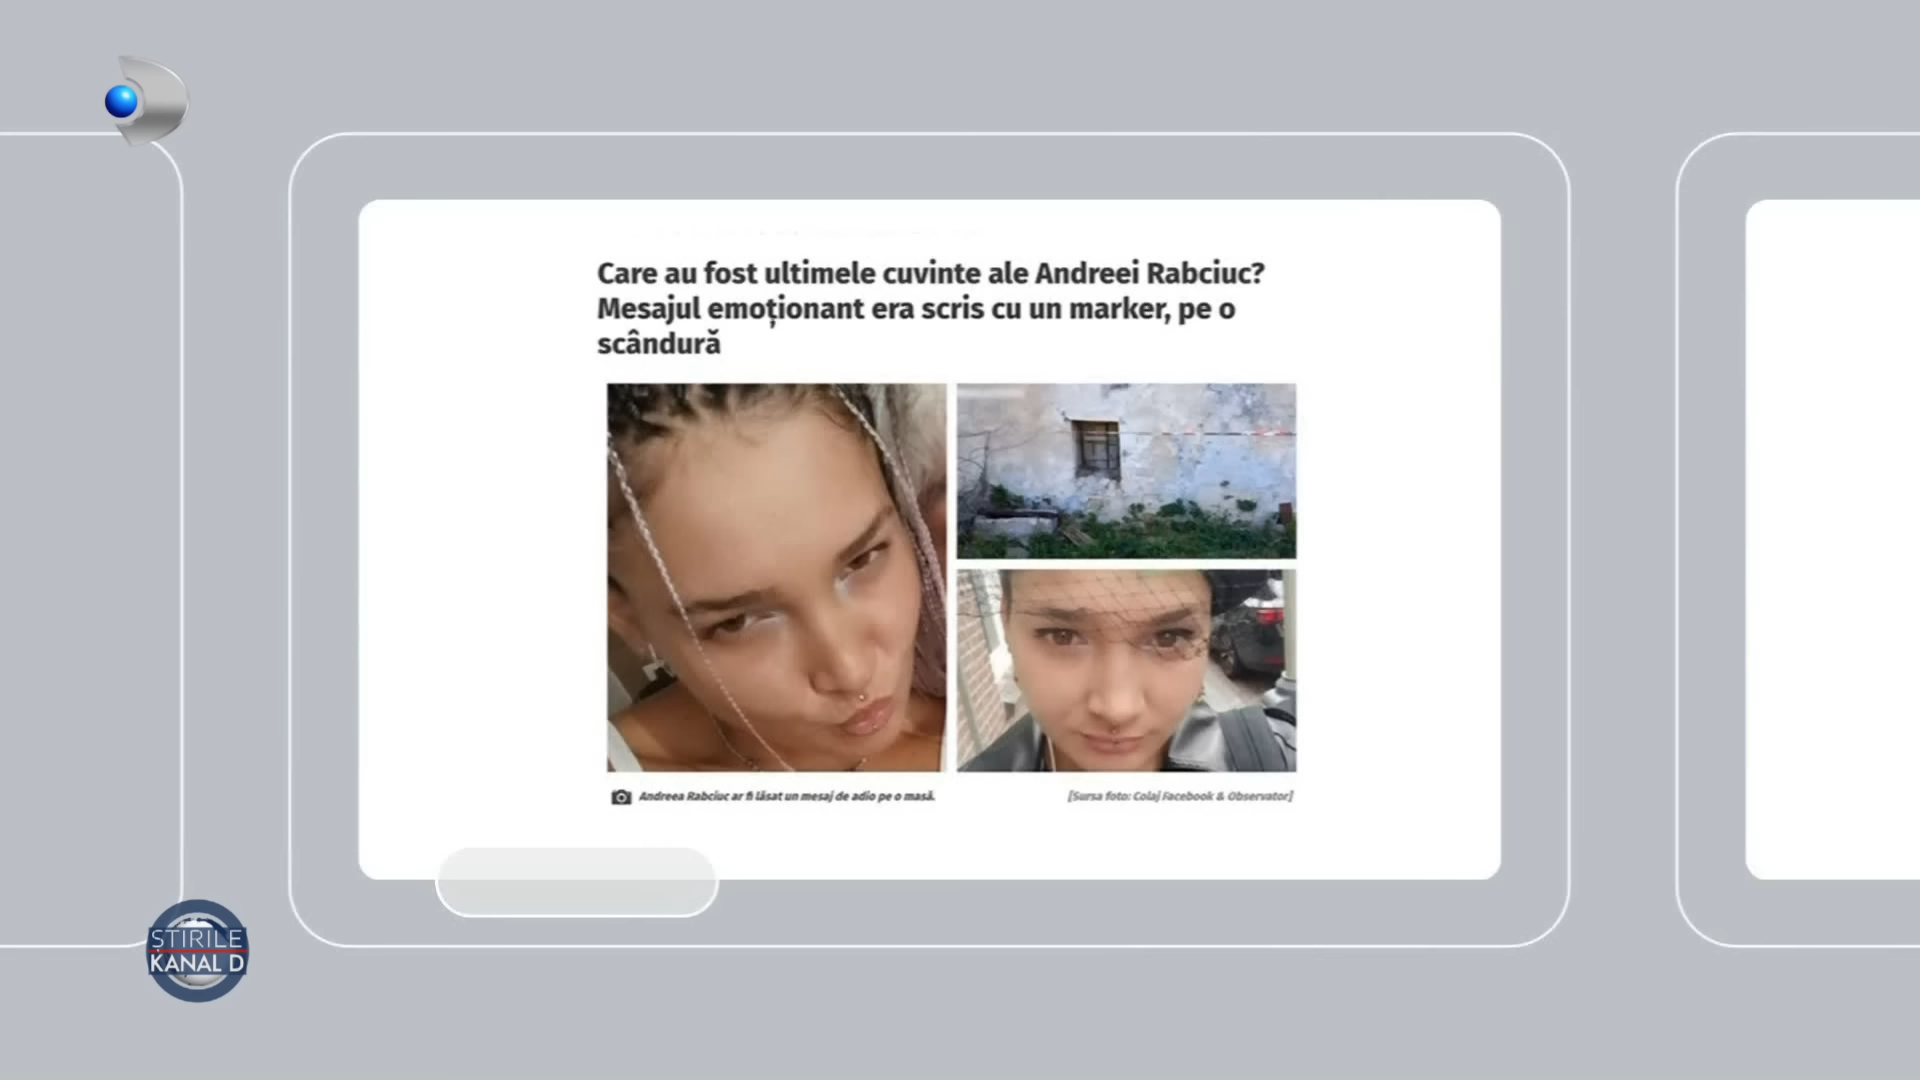 Care au fost ultimele cuvinte ale Andreei Rabciuc?
Mesajul emoționant era scris cu un marker, pe o
scândură
Andreea Rabciuc ar fi lăsat un mesaj de adio pe o masă.
[Sursa foto: Colaj Facebook & Observator]
ȘTIRILE
KANAL D